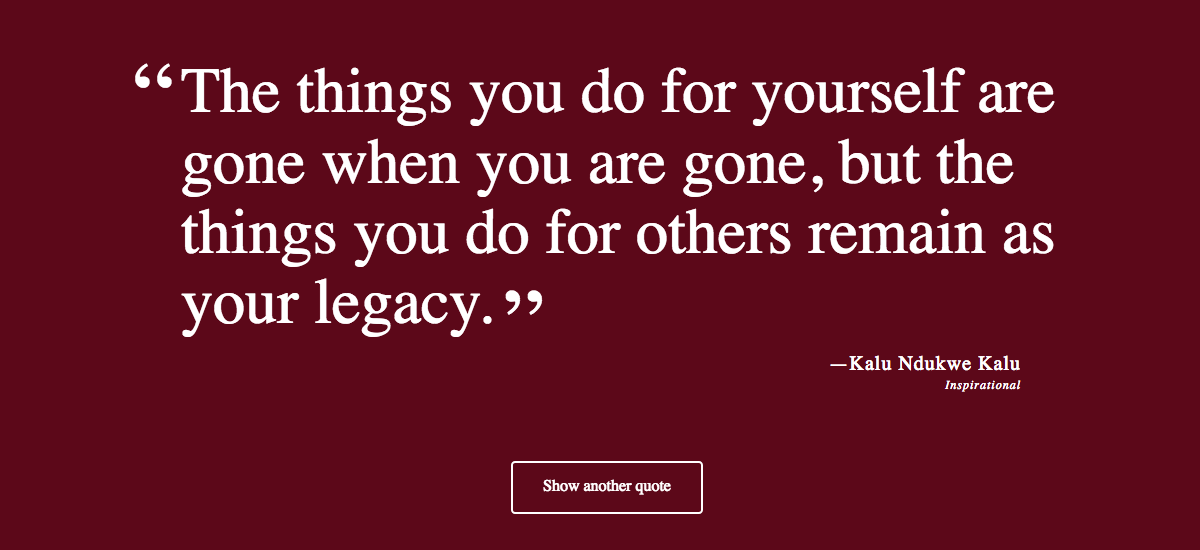 “The things you do for yourself are
gone when you are gone, but the
things you do for others remain as
your legacy.”
—Kalu Ndukwe Kalu
Inspirational
Show another quote